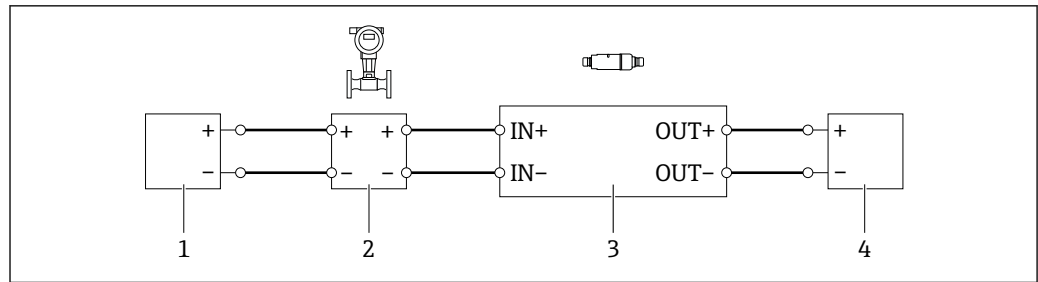 + + + IN+ OUT+ +
− − − IN− OUT− −
1 2 3 4